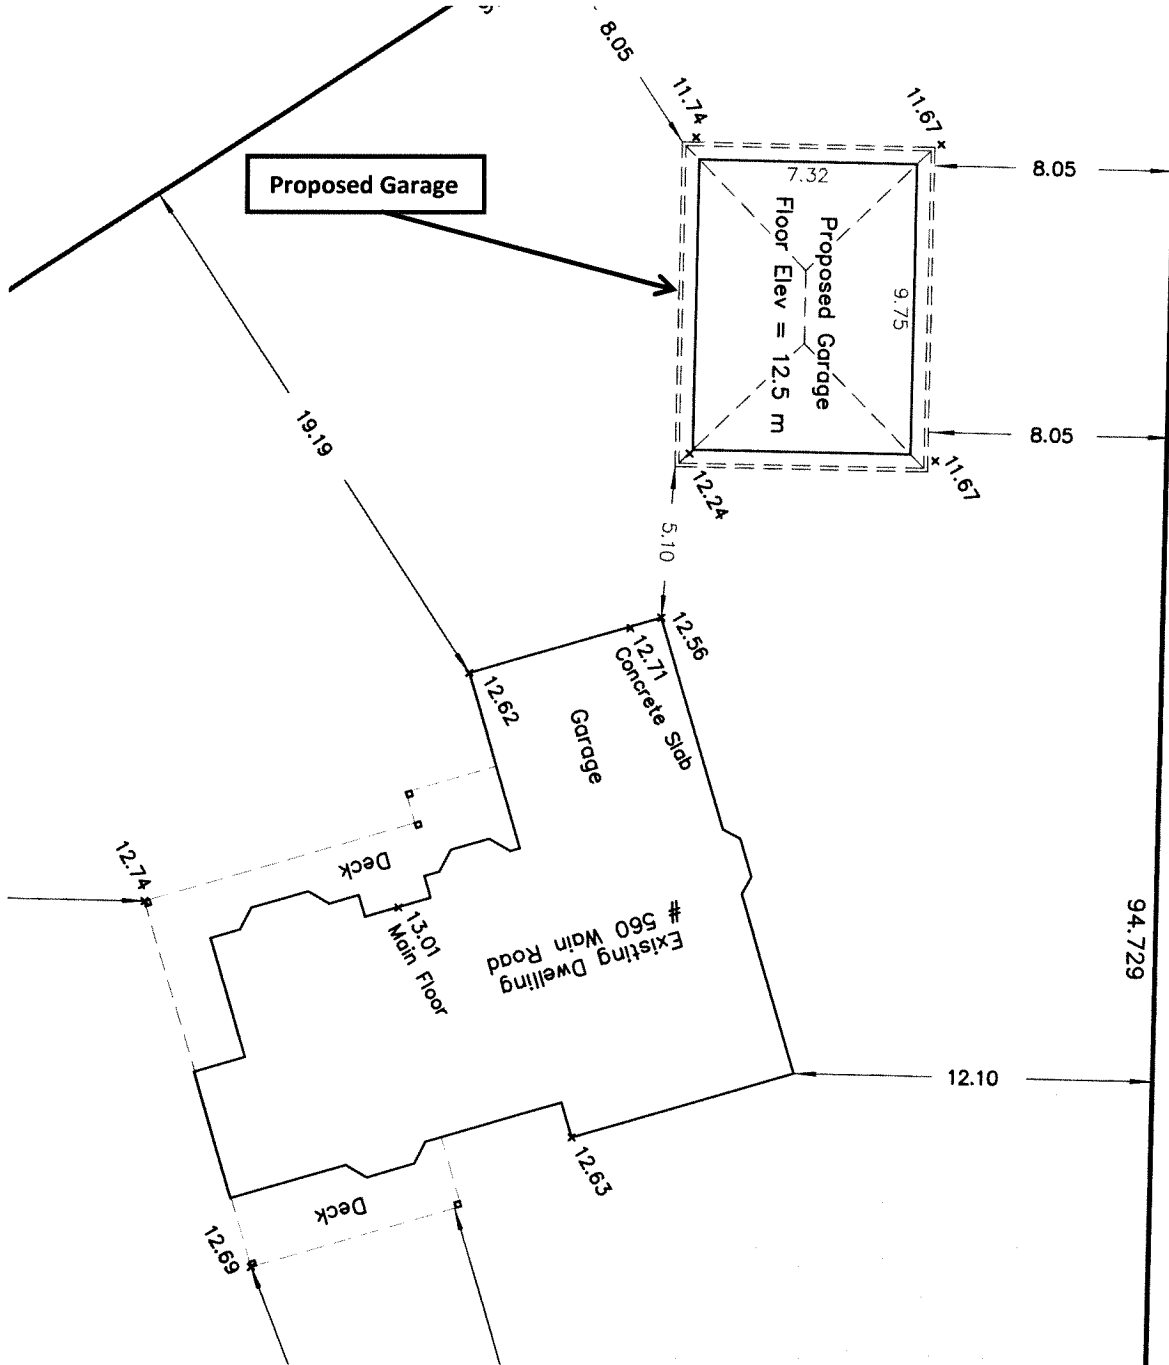 8.05
11.74
11.67
8.05
Proposed Garage
7.32
Proposed Garage
Floor Elev = 12.5 m
9.75
19.19
8.05
11.67
12.24
5.10
12.56
12.71
Concrete Slab
12.62
Garage
12.74
Deck
13.01
Main Floor
Existing Dwelling
# 560 Wain Road
94.729
12.10
12.63
Deck
12.69